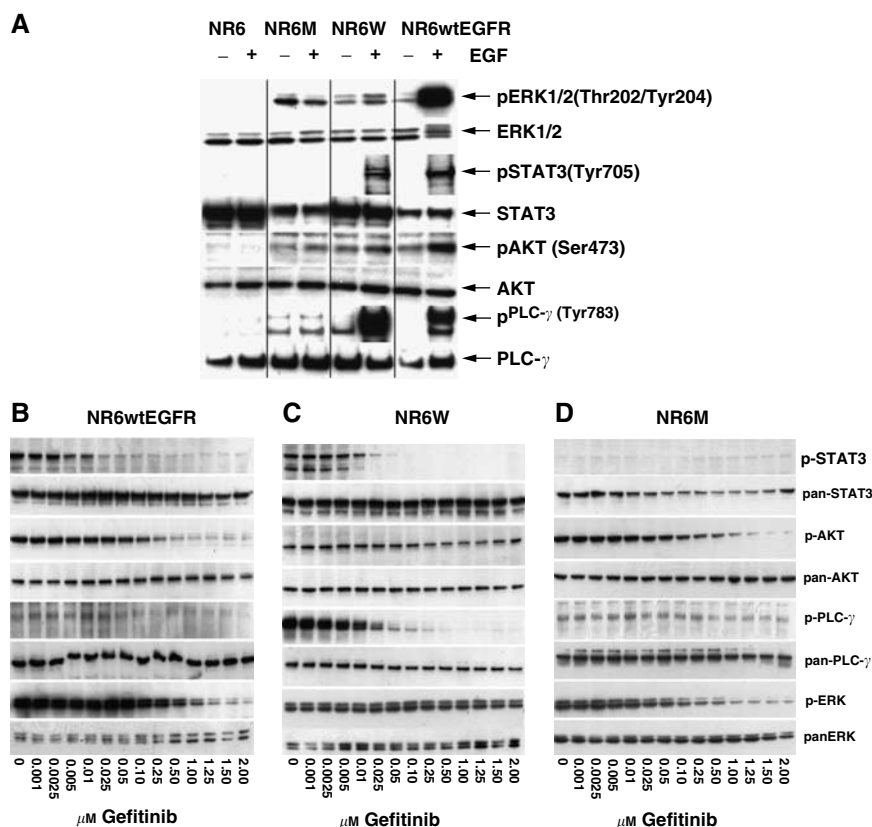 A
NR6 NR6M NR6W NR6wtEGFR
– + – + – + – + EGF
pERK1/2(Thr202/Tyr204)
ERK1/2
pSTAT3(Tyr705)
STAT3
pAKT (Ser473)
AKT
pPLC-γ (Tyr783)
PLC-γ
B NR6wtEGFR
C NR6W
D NR6M
p-STAT3
pan-STAT3
p-AKT
pan-AKT
p-PLC-γ
pan-PLC-γ
p-ERK
panERK
0 0.001 0.0025 0.005 0.01 0.025 0.05 0.10 0.25 0.50 1.00 1.25 1.50 2.00
μM Gefitinib
0 0.001 0.0025 0.005 0.01 0.025 0.05 0.10 0.25 0.50 1.00 1.25 1.50 2.00
μM Gefitinib
0 0.001 0.0025 0.005 0.01 0.025 0.05 0.10 0.25 0.50 1.00 1.25 1.50 2.00
μM Gefitinib